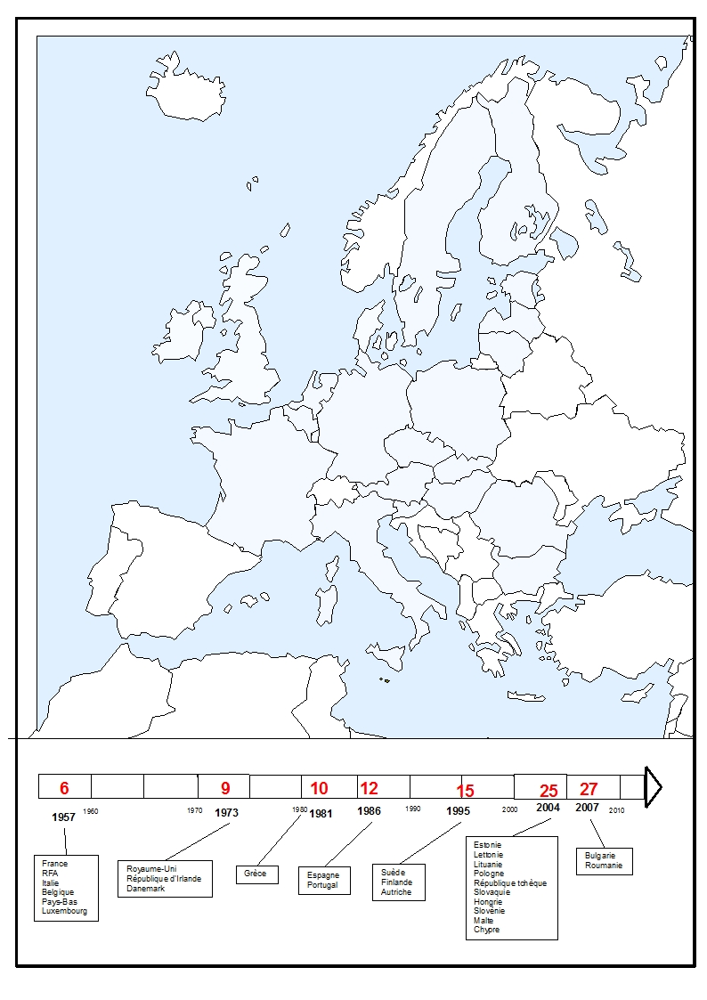 6 9 10 12 15 25 27
1957 1960 1970 1973 1980 1981 1986 1990 1995 2000 2004 2007 2010
France
RFA
Italie
Belgique
Pays-Bas
Luxembourg
Royaume-Uni
République d'Irlande
Danemark
Grèce
Espagne
Portugal
Suède
Finlande
Autriche
Estonie
Lettonie
Lituanie
Pologne
République tchèque
Slovaquie
Hongrie
Slovénie
Malte
Chypre
Bulgarie
Roumanie